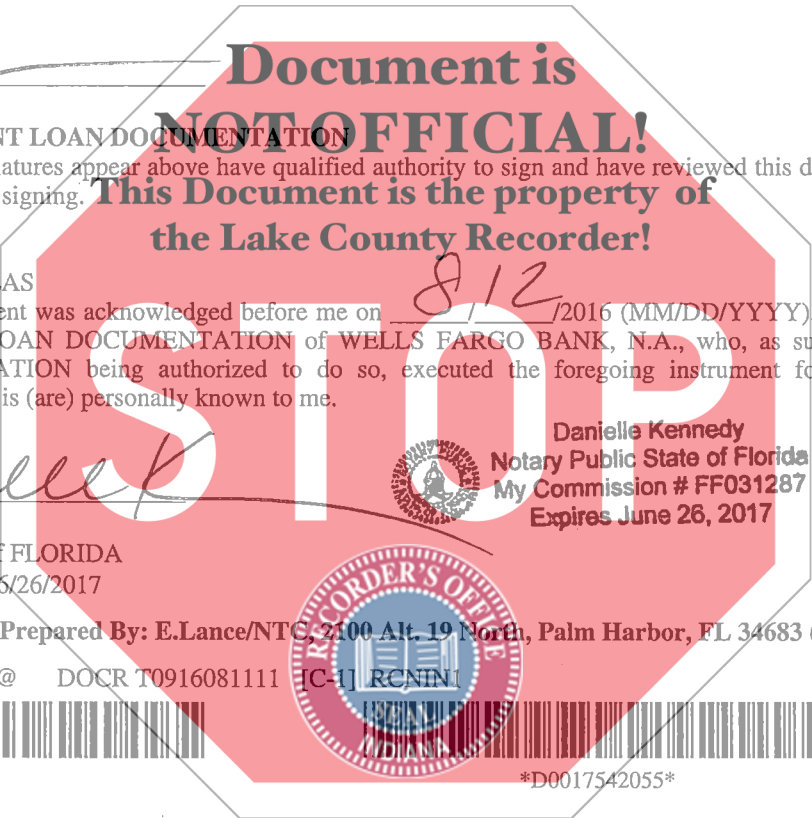 Document is
NT LOAN DOCUMENTATION
NOT OFFICIAL!
atures appear above have qualified authority to sign and have reviewed this d
signing.
This Document is the property of
the Lake County Recorder!
AS
ent was acknowledged before me on 8/12/2016 (MM/DD/YYYY)
OAN DOCUMENTATION of WELLS FARGO BANK, N.A., who, as su
ATION being authorized to do so, executed the foregoing instrument fo
is (are) personally known to me.
STOP
Danielle Kennedy
Notary Public State of Florida
My Commission # FF031287
Expires June 26, 2017
f FLORIDA
6/26/2017
RECORDER'S OFFICE
Prepared By: E.Lance/NTC, 2100 Alt. 19 North, Palm Harbor, FL 34683
@ DOCR T0916081111 [C-1] RCNIN1
SEAL
INDIANA
*D0017542055*